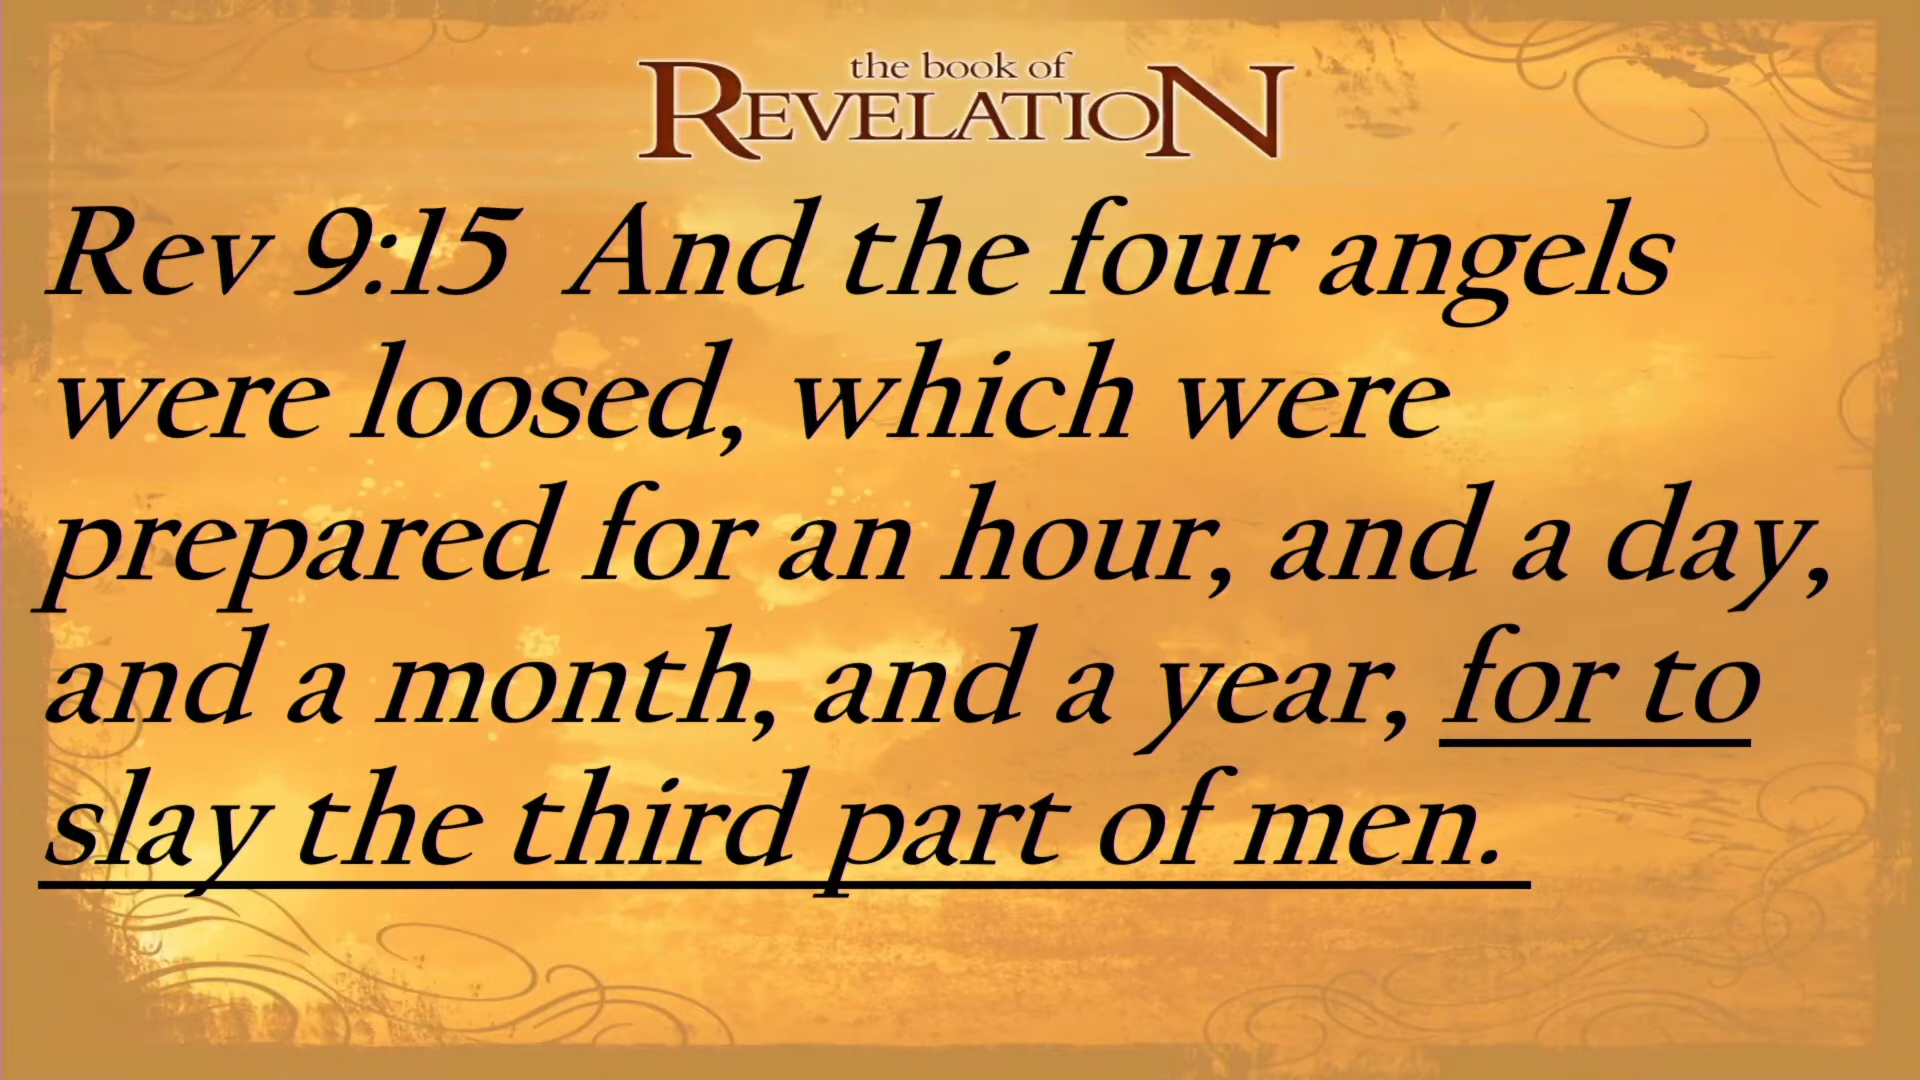 the book of
REVELATION
Rev 9:15 And the four angels
were loosed, which were
prepared for an hour, and a day,
and a month, and a year, for to
slay the third part of men.